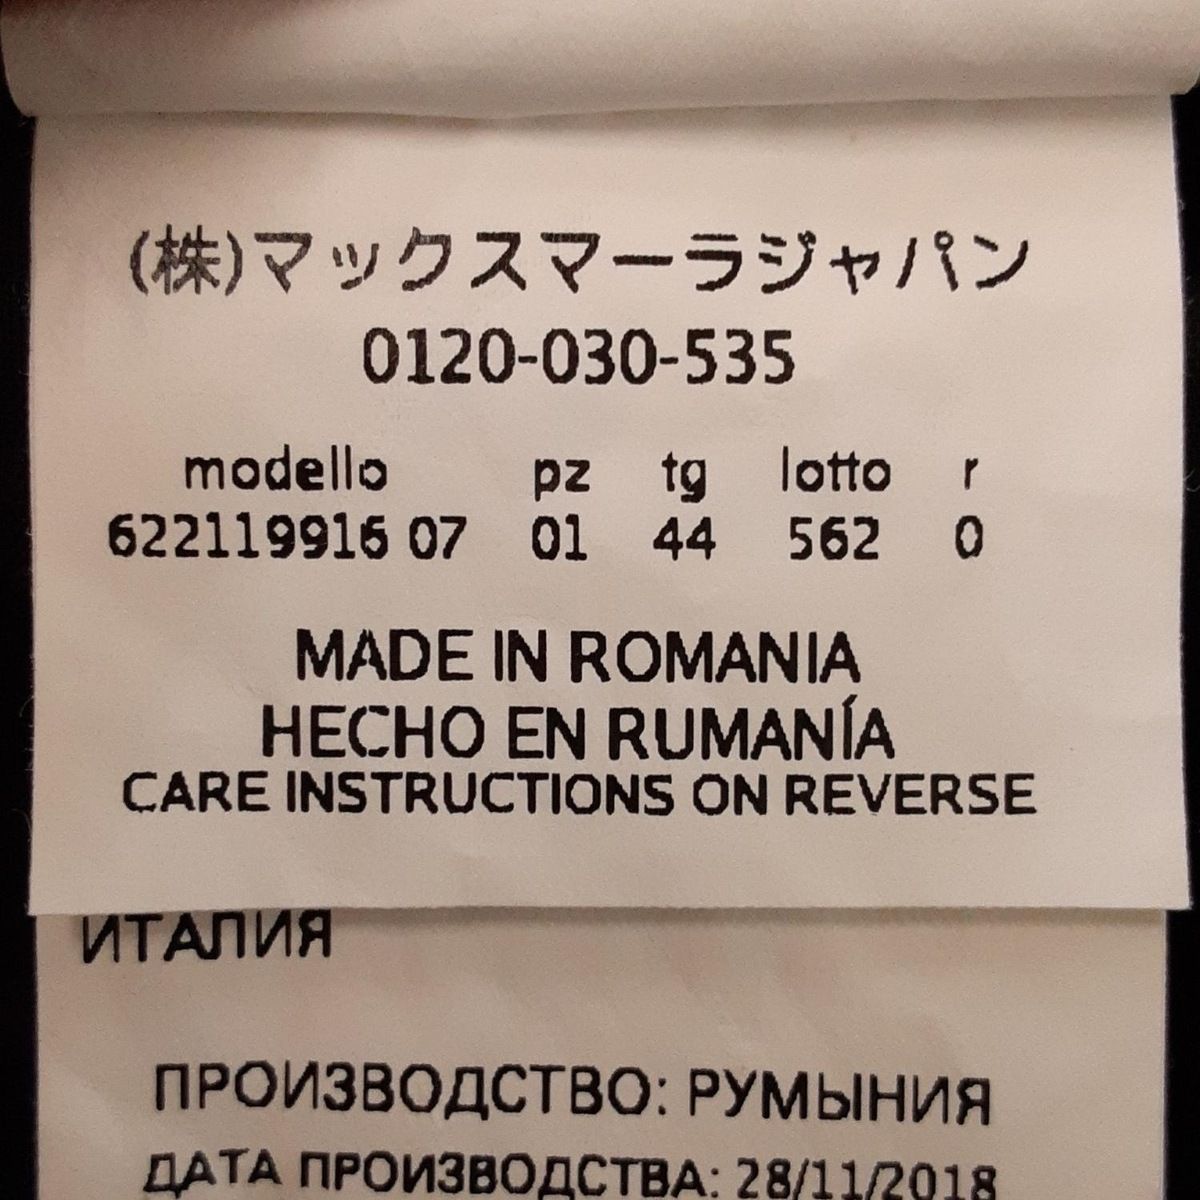 (株)マックスマーラジャパン
0120-030-535
modello pz tg lotto r
622119916 07 01 44 562 0
MADE IN ROMANIA
HECHO EN RUMANÍA
CARE INSTRUCTIONS ON REVERSE
ИТАЛИЯ
ПРОИЗВОДСТВО: РУМЫНИЯ
ДАТА ПРОИЗВОДСТВА: 28/11/2018